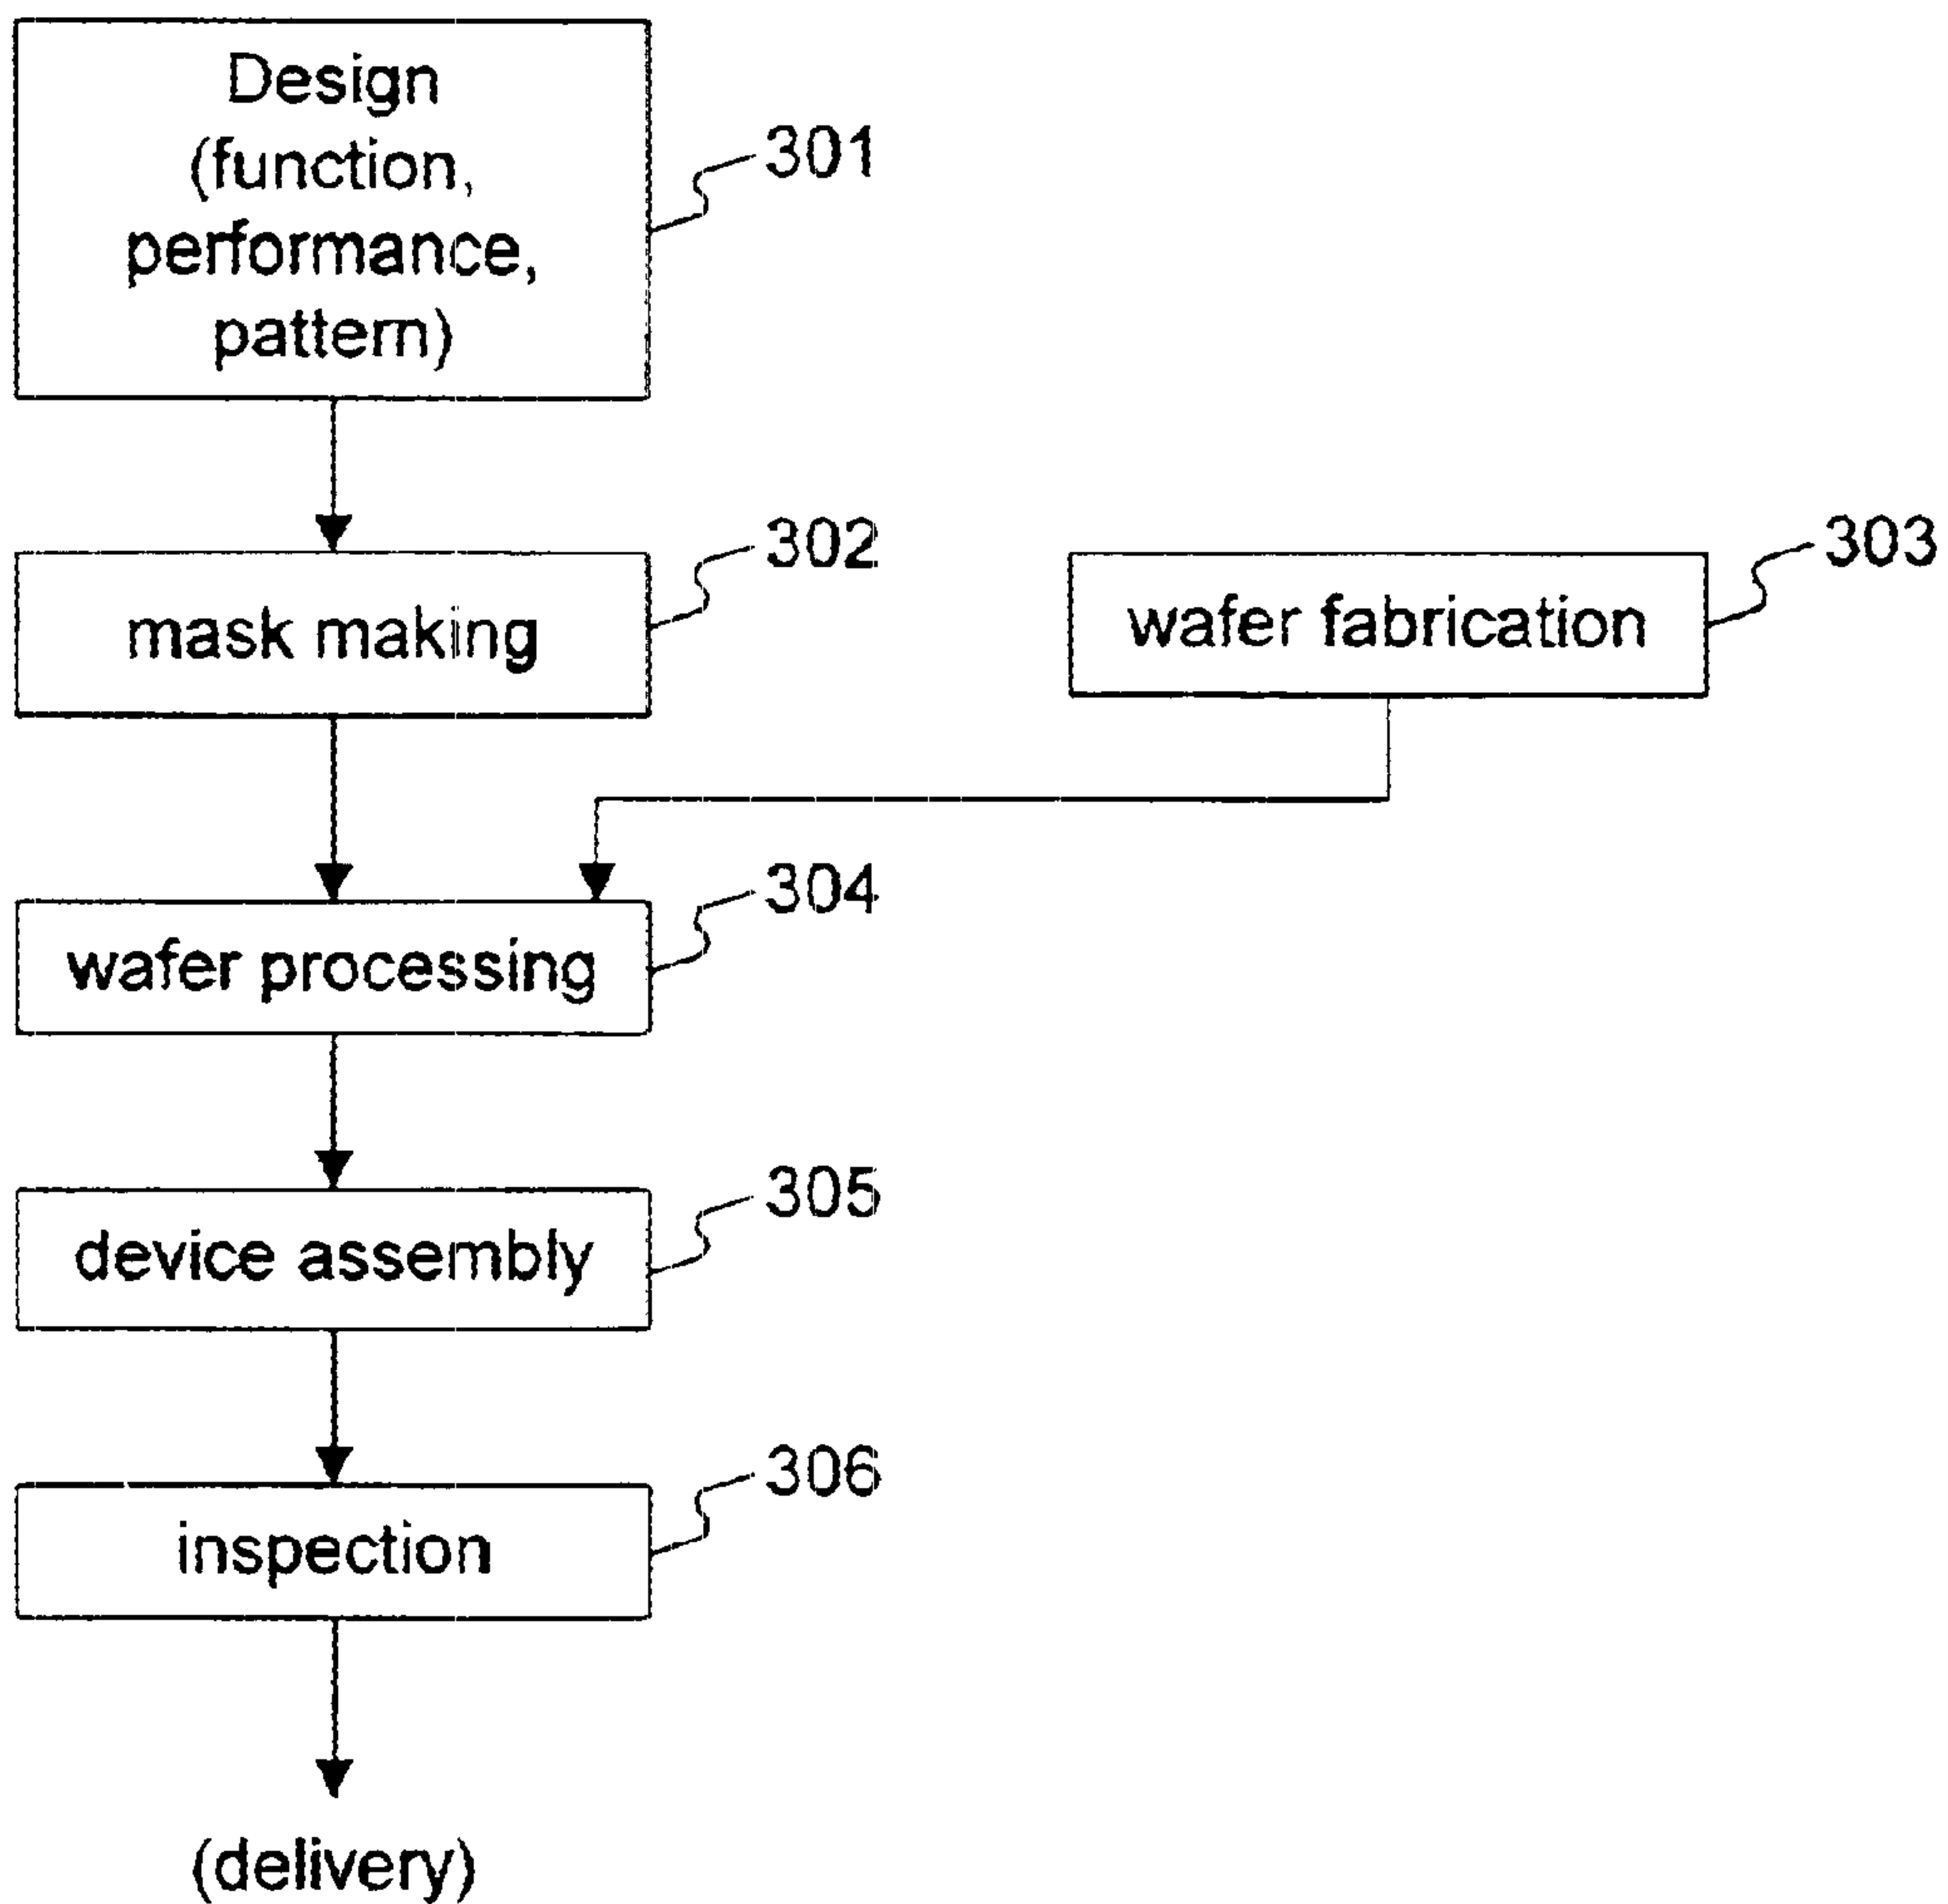 Design
(function,
performance,
pattern)
301
302
mask making
303
wafer fabrication
304
wafer processing
305
device assembly
306
inspection
(delivery)